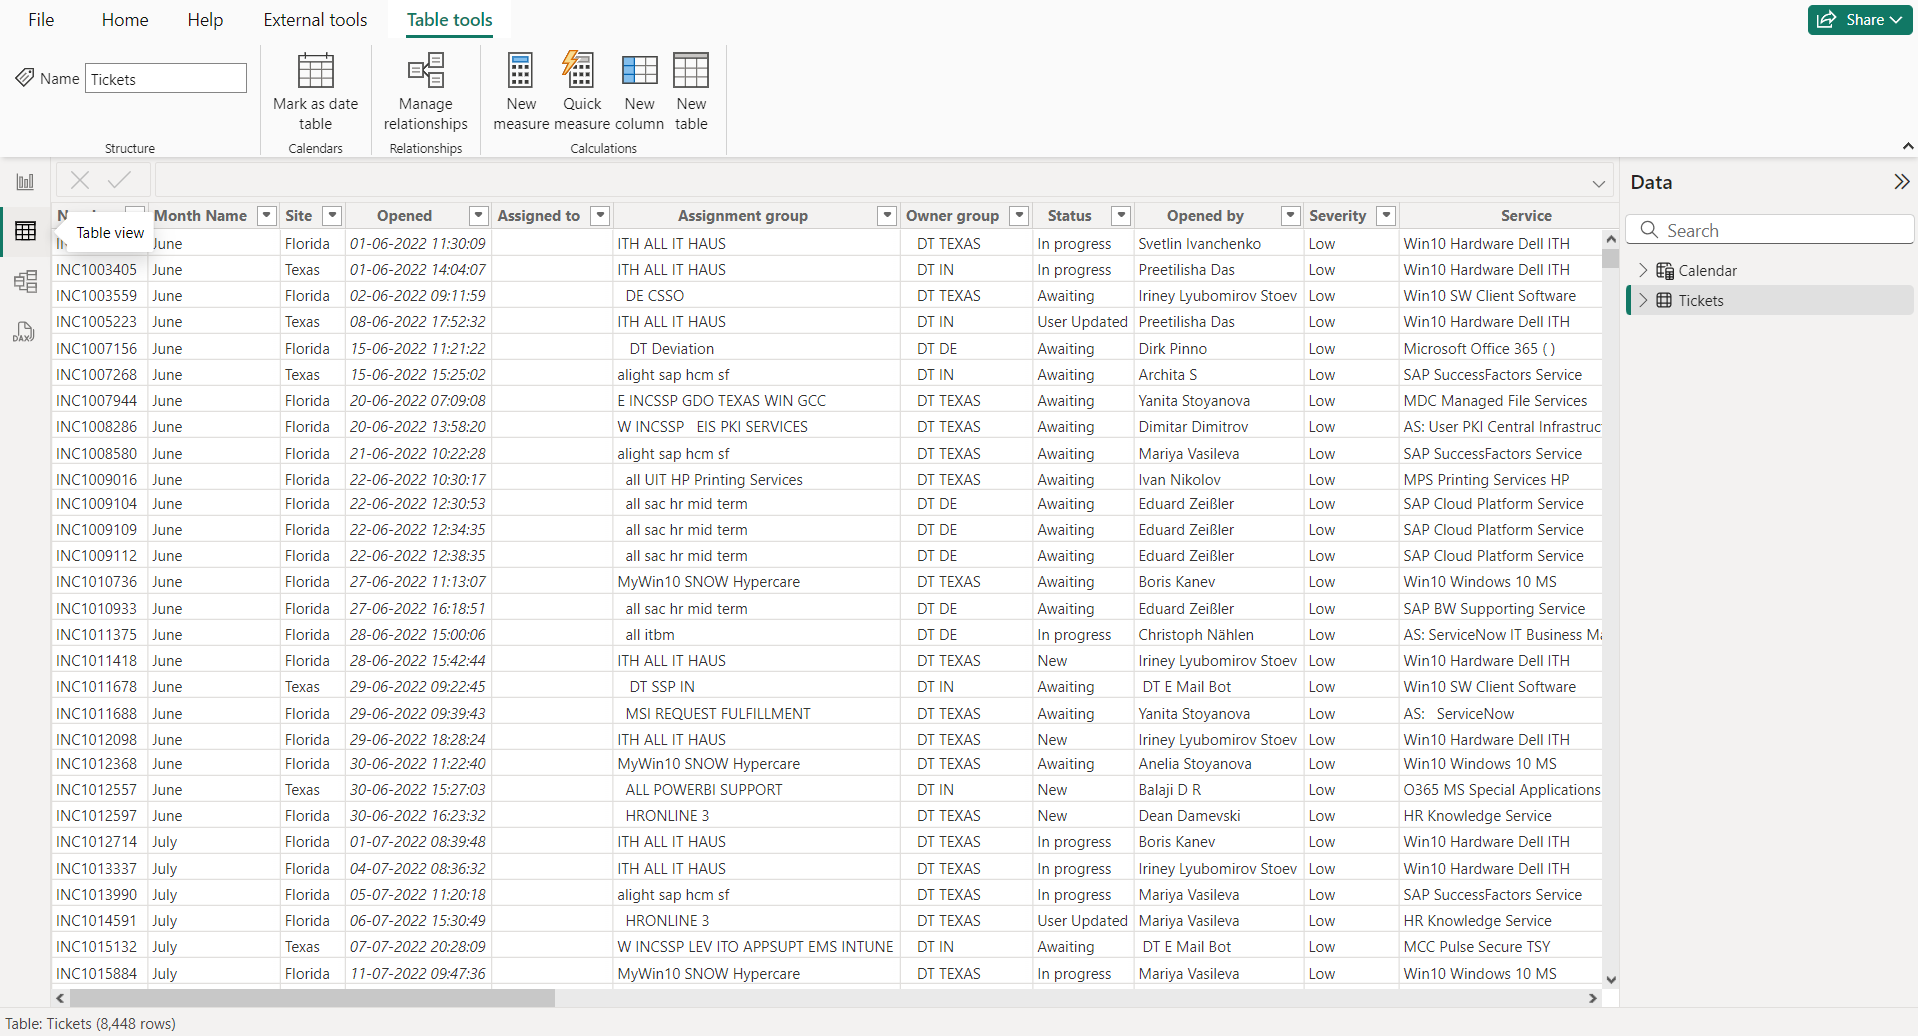 File Home Help External tools Table tools Share
Name Tickets
Mark as date table
Manage relationships
New measure
Quick measure
New column
New table
Structure Calendars Relationships Calculations
Data
Search
Calendar
Tickets
Table view
DAX
Month Name Site Opened Assigned to Assignment group Owner group Status Opened by Severity Service
June Florida 01-06-2022 11:30:09 ITH ALL IT HAUS DT TEXAS In progress Svetlin Ivanchenko Low Win10 Hardware Dell ITH
INC1003405 June Texas 01-06-2022 14:04:07 ITH ALL IT HAUS DT IN In progress Preetilisha Das Low Win10 Hardware Dell ITH
INC1003559 June Florida 02-06-2022 09:11:59 DE CSSO DT TEXAS Awaiting Iriney Lyubomirov Stoev Low Win10 SW Client Software
INC1005223 June Texas 08-06-2022 17:52:32 ITH ALL IT HAUS DT IN User Updated Preetilisha Das Low Win10 Hardware Dell ITH
INC1007156 June Florida 15-06-2022 11:21:22 DT Deviation DT DE Awaiting Dirk Pinno Low Microsoft Office 365 ( )
INC1007268 June Texas 15-06-2022 15:25:02 alight sap hcm sf DT IN Awaiting Archita S Low SAP SuccessFactors Service
INC1007944 June Florida 20-06-2022 07:09:08 E INCSSP GDO TEXAS WIN GCC DT TEXAS Awaiting Yanita Stoyanova Low MDC Managed File Services
INC1008286 June Florida 20-06-2022 13:58:20 W INCSSP EIS PKI SERVICES DT TEXAS Awaiting Dimitar Dimitrov Low AS: User PKI Central Infrastruc
INC1008580 June Florida 21-06-2022 10:22:28 alight sap hcm sf DT TEXAS Awaiting Mariya Vasileva Low SAP SuccessFactors Service
INC1009016 June Florida 22-06-2022 10:30:17 all UIT HP Printing Services DT TEXAS Awaiting Ivan Nikolov Low MPS Printing Services HP
INC1009104 June Florida 22-06-2022 12:30:53 all sac hr mid term DT DE Awaiting Eduard Zeißler Low SAP Cloud Platform Service
INC1009109 June Florida 22-06-2022 12:34:35 all sac hr mid term DT DE Awaiting Eduard Zeißler Low SAP Cloud Platform Service
INC1009112 June Florida 22-06-2022 12:38:35 all sac hr mid term DT DE Awaiting Eduard Zeißler Low SAP Cloud Platform Service
INC1010736 June Florida 27-06-2022 11:13:07 MyWin10 SNOW Hypercare DT TEXAS Awaiting Boris Kanev Low Win10 Windows 10 MS
INC1010933 June Florida 27-06-2022 16:18:51 all sac hr mid term DT DE Awaiting Eduard Zeißler Low SAP BW Supporting Service
INC1011375 June Florida 28-06-2022 15:00:06 all itbm DT DE In progress Christoph Nählen Low AS: ServiceNow IT Business Ma
INC1011418 June Florida 28-06-2022 15:42:44 ITH ALL IT HAUS DT TEXAS New Iriney Lyubomirov Stoev Low Win10 Hardware Dell ITH
INC1011678 June Texas 29-06-2022 09:22:45 DT SSP IN DT IN Awaiting DT E Mail Bot Low Win10 SW Client Software
INC1011688 June Florida 29-06-2022 09:39:43 MSI REQUEST FULFILLMENT DT TEXAS Awaiting Yanita Stoyanova Low AS: ServiceNow
INC1012098 June Florida 29-06-2022 18:28:24 ITH ALL IT HAUS DT TEXAS New Iriney Lyubomirov Stoev Low Win10 Hardware Dell ITH
INC1012368 June Florida 30-06-2022 11:22:40 MyWin10 SNOW Hypercare DT TEXAS Awaiting Anelia Stoyanova Low Win10 Windows 10 MS
INC1012557 June Texas 30-06-2022 15:27:03 ALL POWERBI SUPPORT DT IN New Balaji D R Low O365 MS Special Applications
INC1012597 June Florida 30-06-2022 16:23:32 HRONLINE 3 DT TEXAS New Dean Damevski Low HR Knowledge Service
INC1012714 July Florida 01-07-2022 08:39:48 ITH ALL IT HAUS DT TEXAS In progress Boris Kanev Low Win10 Hardware Dell ITH
INC1013337 July Florida 04-07-2022 08:36:32 ITH ALL IT HAUS DT TEXAS In progress Iriney Lyubomirov Stoev Low Win10 Hardware Dell ITH
INC1013990 July Florida 05-07-2022 11:20:18 alight sap hcm sf DT TEXAS In progress Mariya Vasileva Low SAP SuccessFactors Service
INC1014591 July Florida 06-07-2022 15:30:49 HRONLINE 3 DT TEXAS User Updated Mariya Vasileva Low HR Knowledge Service
INC1015132 July Texas 07-07-2022 20:28:09 W INCSSP LEV ITO APPSUPT EMS INTUNE DT IN Awaiting DT E Mail Bot Low MCC Pulse Secure TSY
INC1015884 July Florida 11-07-2022 09:47:36 MyWin10 SNOW Hypercare DT TEXAS In progress Mariya Vasileva Low Win10 Windows 10 MS
Table: Tickets (8,448 rows)